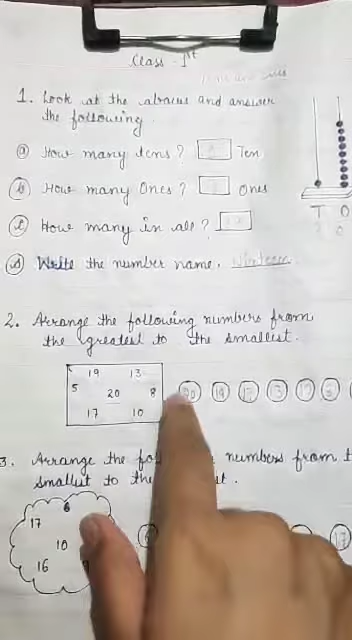 Class - 1st
1. Look at the abacus and answer
the following.
(a) How many tens? Ten
(b) How many Ones? Ones
(c) How many in all?
(d) Write the number name. Ninteen
T O
2. Arrange the following numbers from
the greatest to the smallest.
19 13
5 20 8
17 10
20 19 17 13 10
3. Arrange the numbers from
smallest to the
6
17
10
16
17